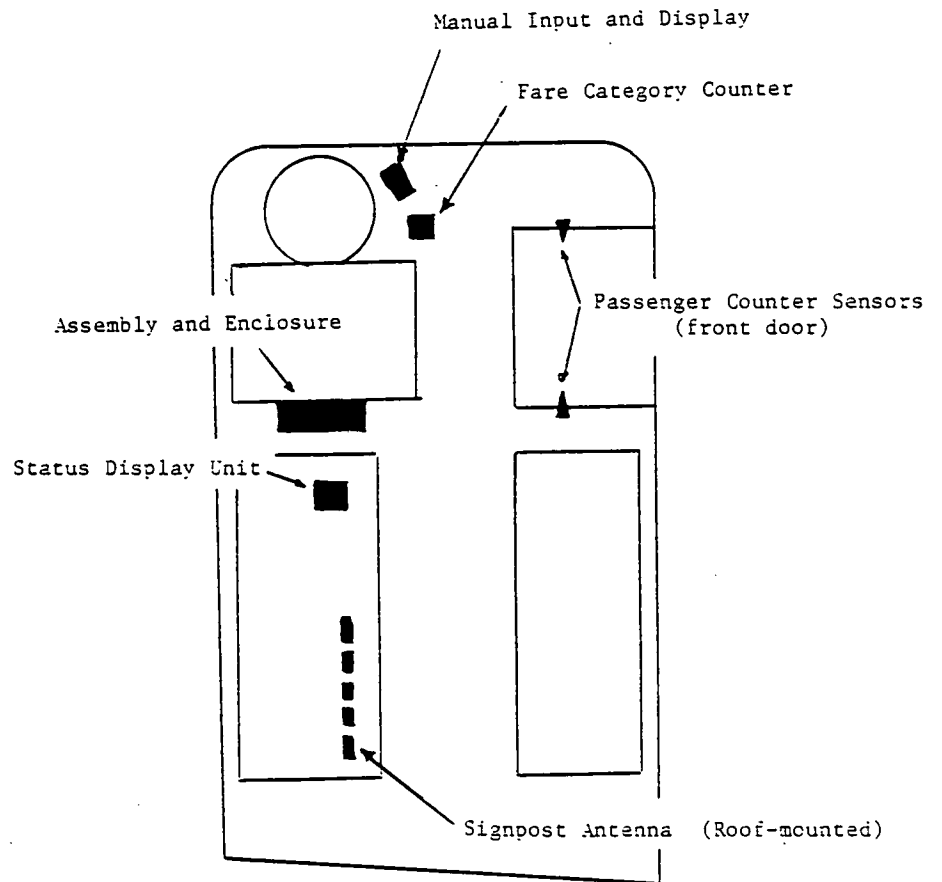 Manual Input and Display
Fare Category Counter
Passenger Counter Sensors
(front door)
Assembly and Enclosure
Status Display Unit
Signpost Antenna (Roof-mounted)